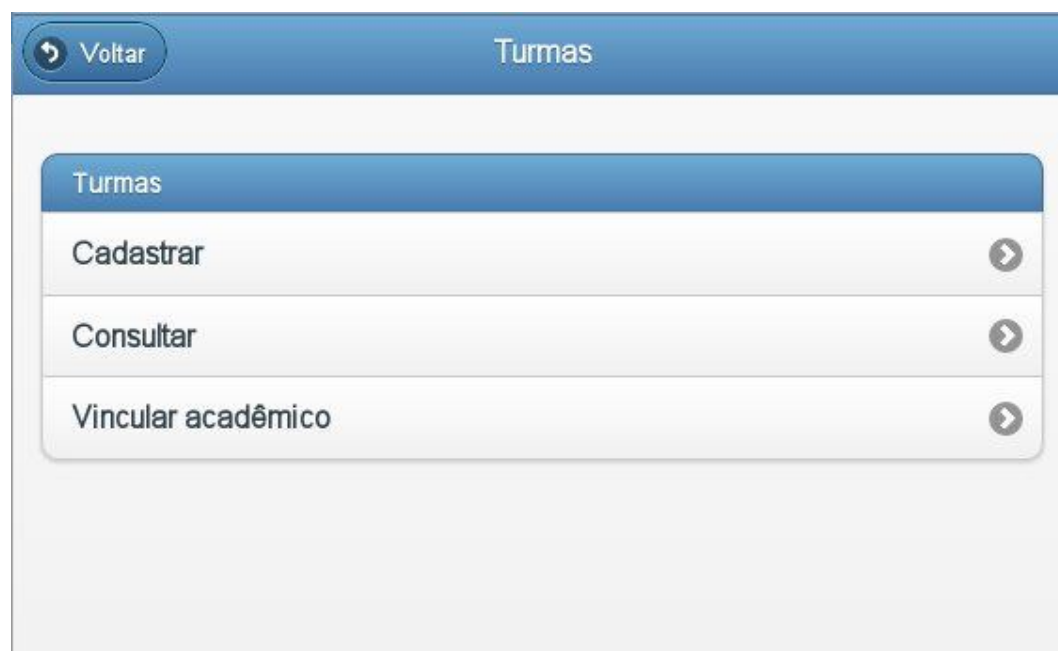 Voltar
Turmas
Turmas
Cadastrar
Consultar
Vincular acadêmico